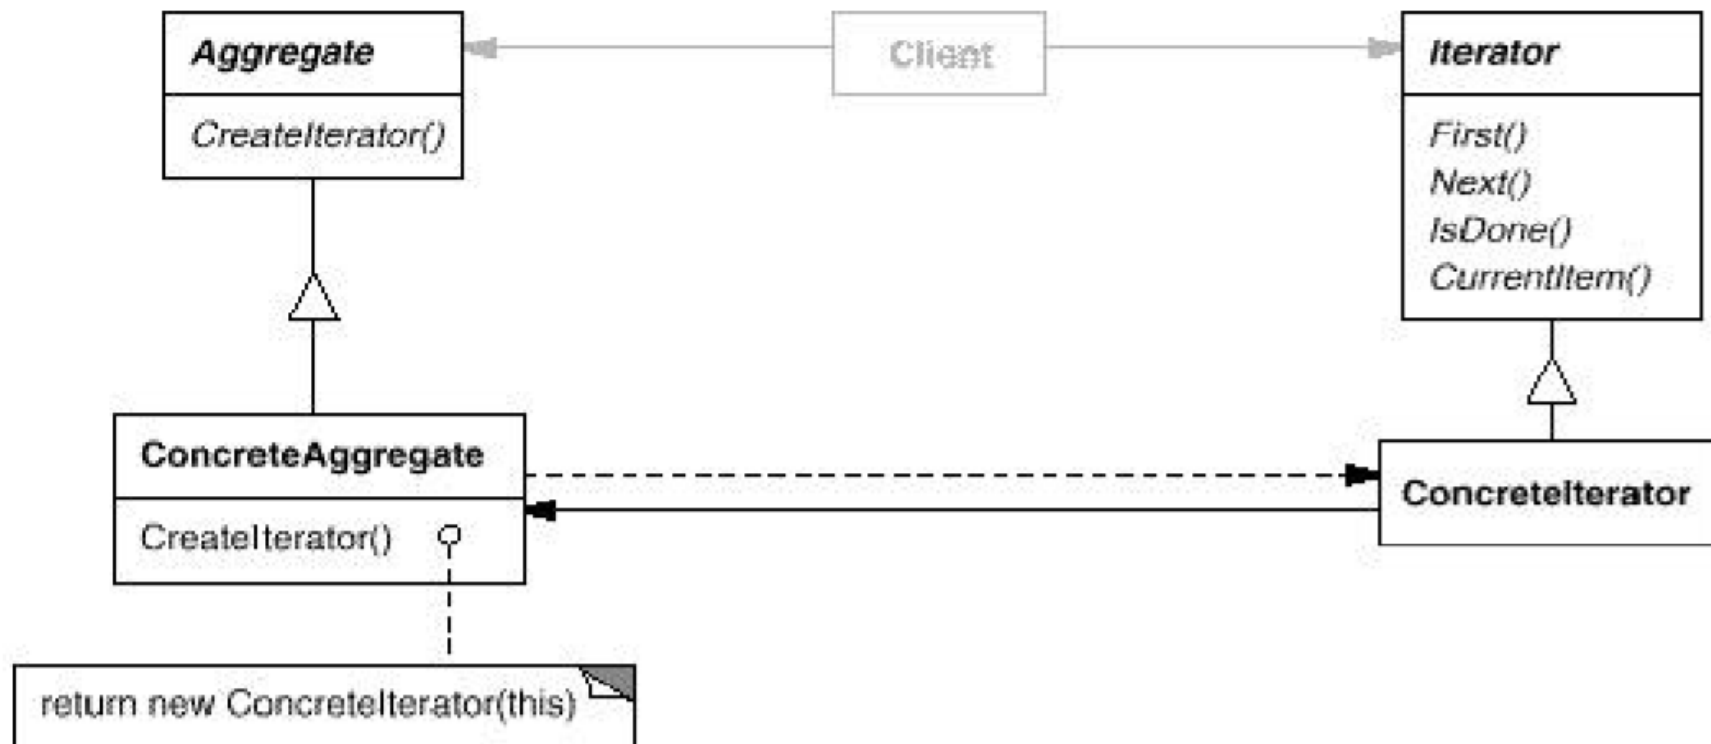 Aggregate
CreateIterator()
Client
Iterator
First()
Next()
IsDone()
CurrentItem()
ConcreteAggregate
CreateIterator()
ConcreteIterator
return new ConcreteIterator(this)